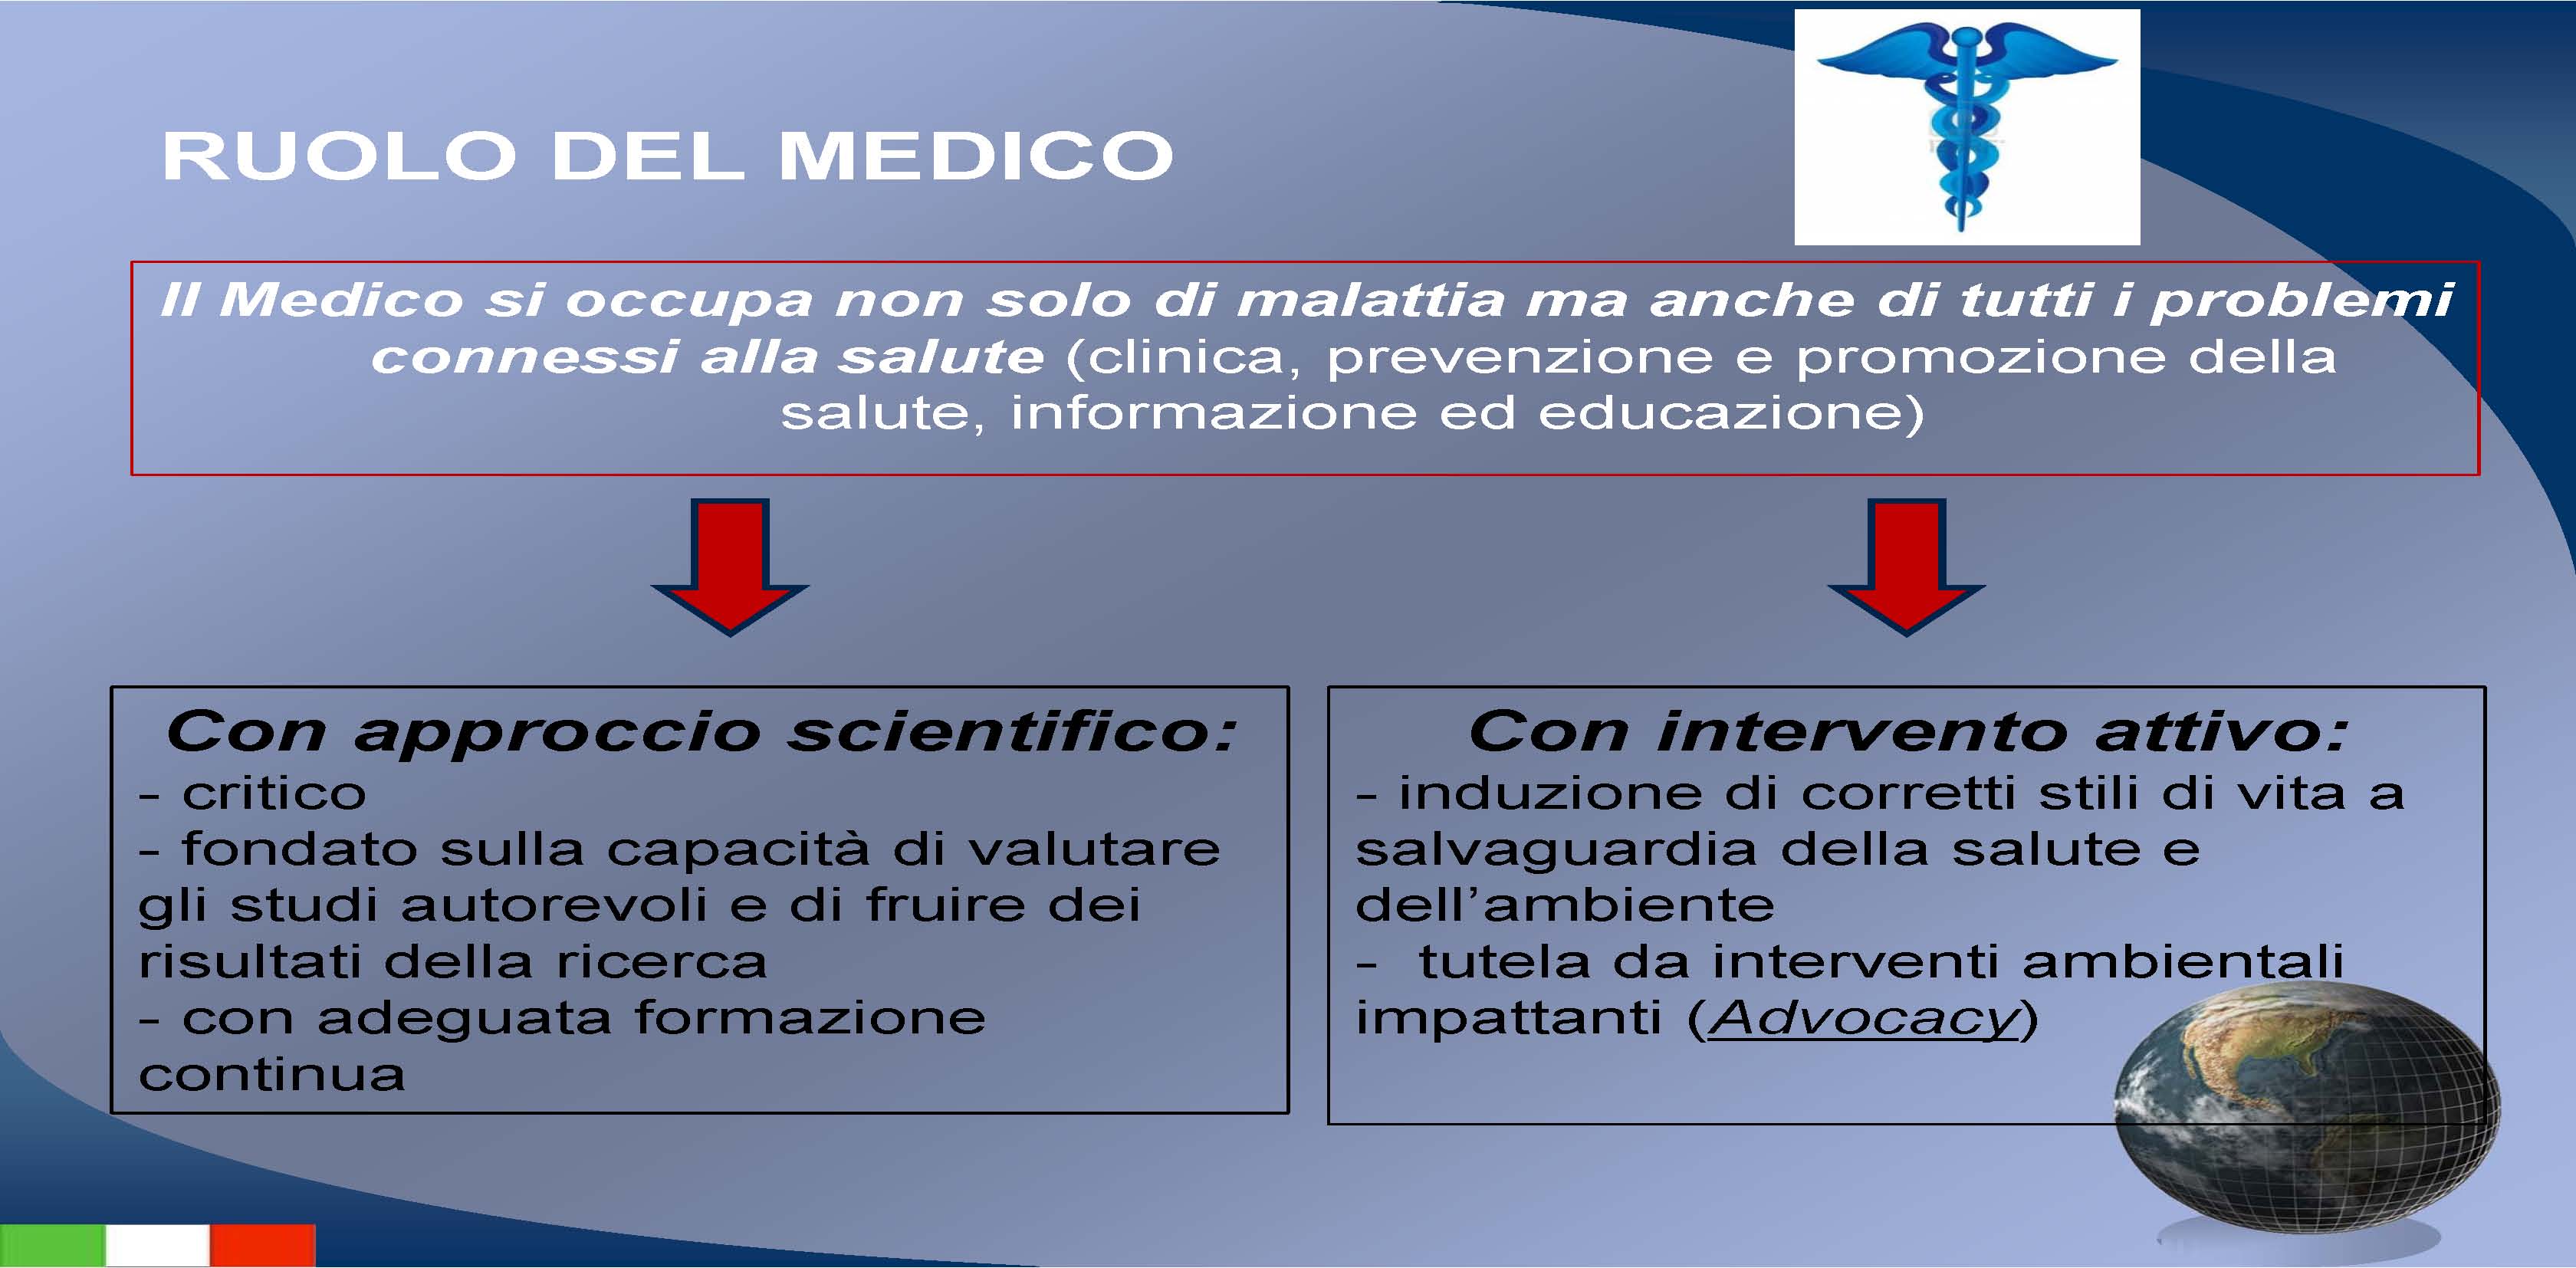 RUOLO DEL MEDICO
Il Medico si occupa non solo di malattia ma anche di tutti i problemi
connessi alla salute (clinica, prevenzione e promozione della
salute, informazione ed educazione)
Con approccio scientifico:
- critico
- fondato sulla capacità di valutare
gli studi autorevoli e di fruire dei
risultati della ricerca
- con adeguata formazione
continua
Con intervento attivo:
- induzione di corretti stili di vita a
salvaguardia della salute e
dell’ambiente
- tutela da interventi ambientali
impattanti (Advocacy)